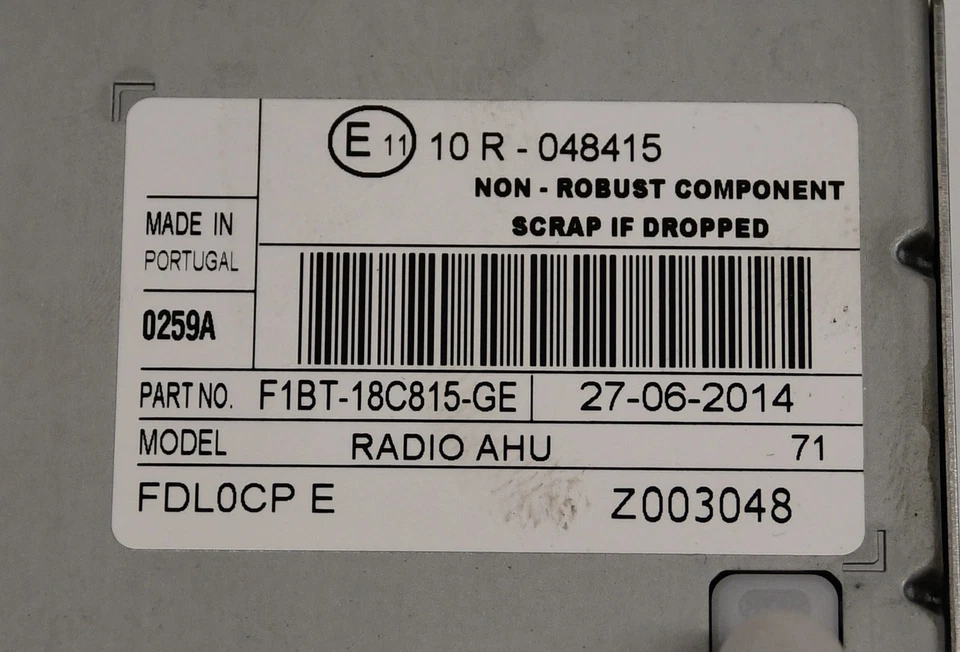 E 11 10 R - 048415
NON - ROBUST COMPONENT
SCRAP IF DROPPED
MADE IN
PORTUGAL
0259A
PART NO. F1BT-18C815-GE 27-06-2014
MODEL RADIO AHU 71
FDL0CP E Z003048